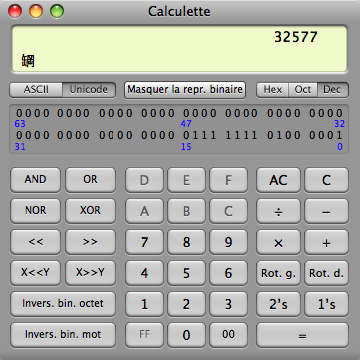 Calculette
32577
罁
ASCII Unicode Masquer la repr. binaire Hex Oct Dec
0000 0000 0000 0000 0000 0000 0000 0000
63 47 32
0000 0000 0000 0000 0111 1111 0100 0001
31 15 0
AND OR D E F AC C
NOR XOR A B C ÷ −
<< >> 7 8 9 × +
X<<Y X>>Y 4 5 6 Rot. g. Rot. d.
Invers. bin. octet 1 2 3 2's 1's
Invers. bin. mot FF 0 00 =